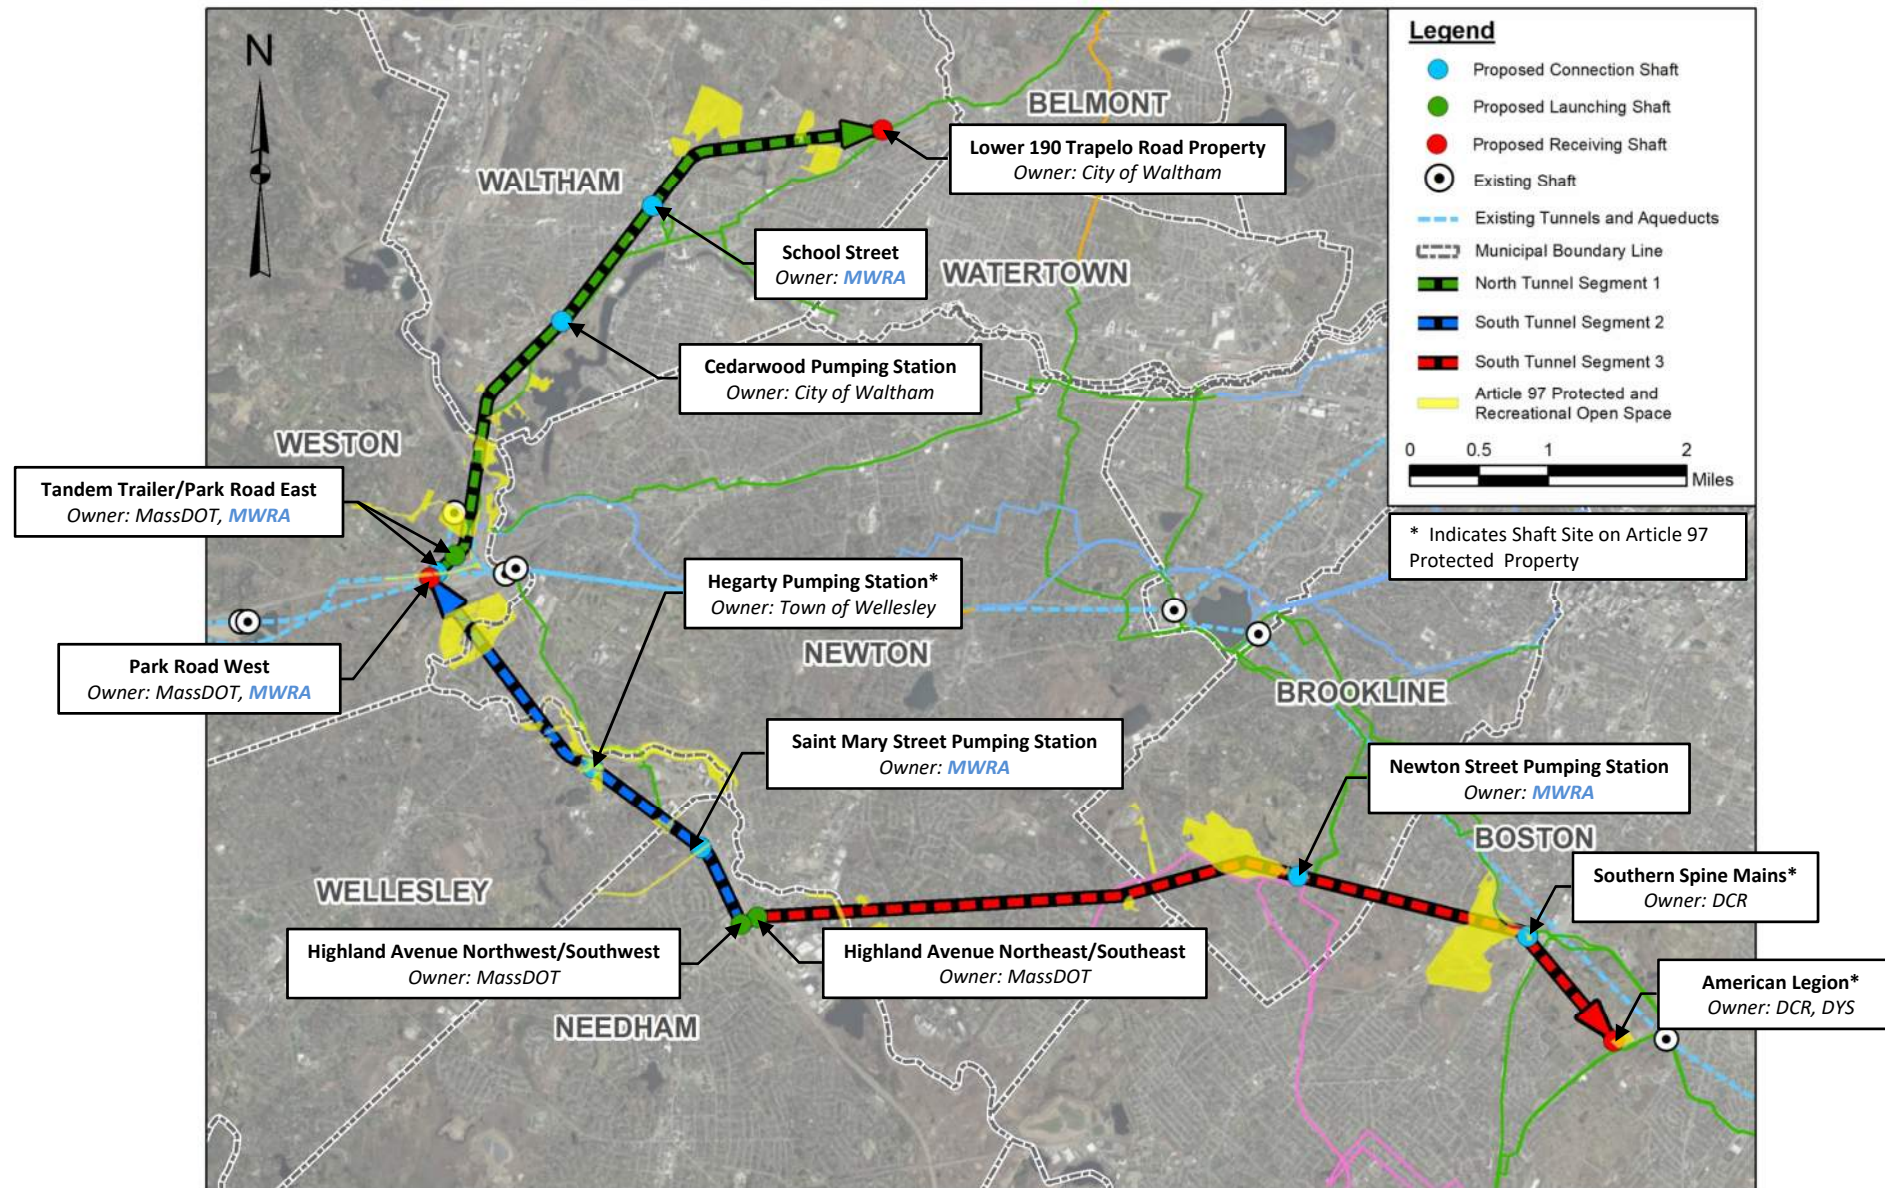 N
Legend
Proposed Connection Shaft
Proposed Launching Shaft
Proposed Receiving Shaft
Existing Shaft
Existing Tunnels and Aqueducts
Municipal Boundary Line
North Tunnel Segment 1
South Tunnel Segment 2
South Tunnel Segment 3
Article 97 Protected and
Recreational Open Space
0 0.5 1 2
Miles
* Indicates Shaft Site on Article 97
Protected Property
BELMONT
Lower 190 Trapelo Road Property
Owner: City of Waltham
WALTHAM
School Street
Owner: MWRA
WATERTOWN
Cedarwood Pumping Station
Owner: City of Waltham
WESTON
Tandem Trailer/Park Road East
Owner: MassDOT, MWRA
Hegarty Pumping Station*
Owner: Town of Wellesley
NEWTON
Park Road West
Owner: MassDOT, MWRA
BROOKLINE
Saint Mary Street Pumping Station
Owner: MWRA
Newton Street Pumping Station
Owner: MWRA
BOSTON
Southern Spine Mains*
Owner: DCR
WELLESLEY
Highland Avenue Northwest/Southwest
Owner: MassDOT
Highland Avenue Northeast/Southeast
Owner: MassDOT
American Legion*
Owner: DCR, DYS
NEEDHAM